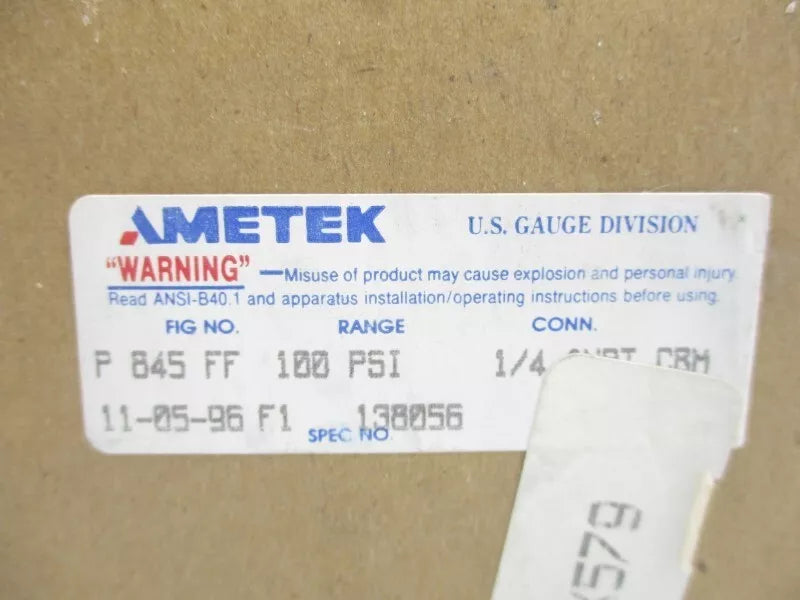 AMETEK U.S. GAUGE DIVISION
"WARNING" — Misuse of product may cause explosion and personal injury.
Read ANSI-B40.1 and apparatus installation/operating instructions before using.
FIG NO. RANGE CONN.
P 845 FF 100 PSI 1/4 CBM
11-05-96 F1 138056
SPEC NO.
579